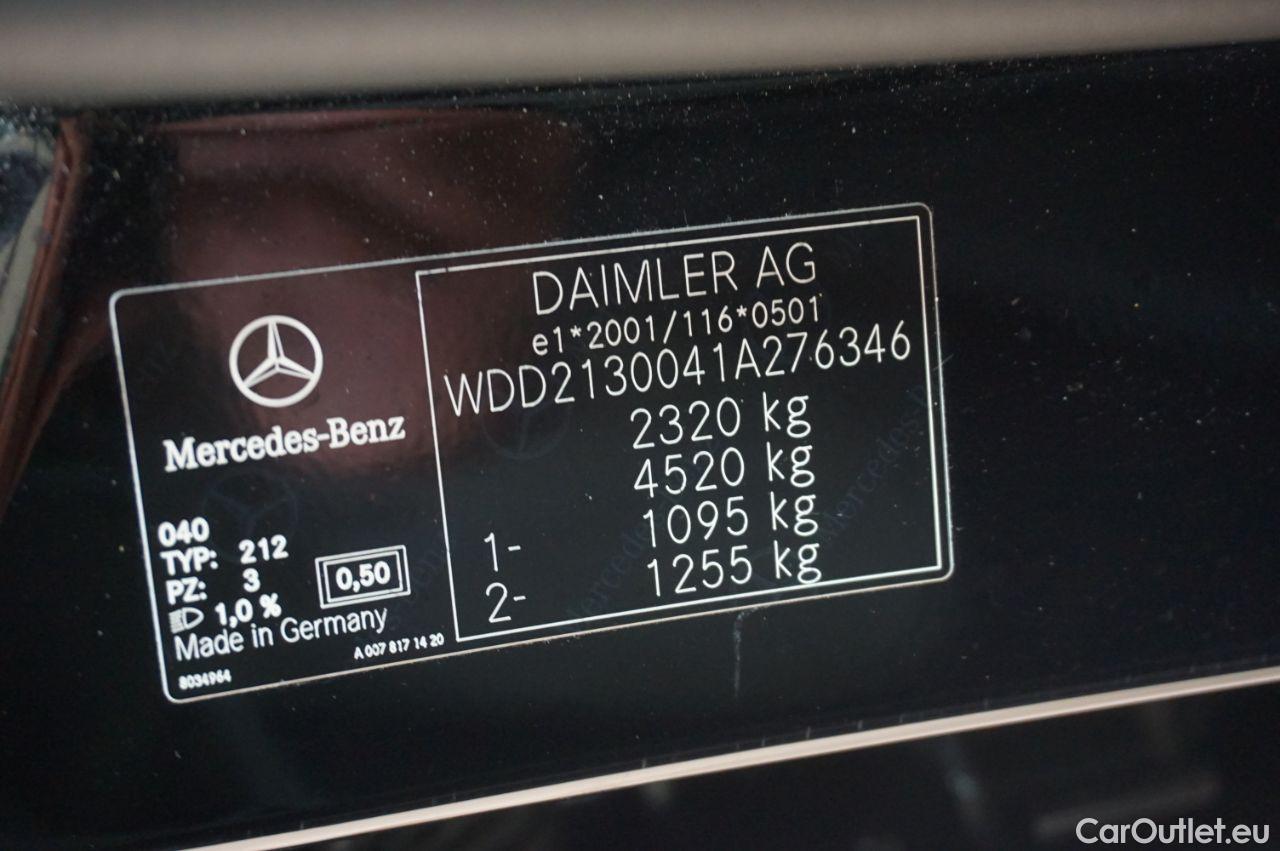 Mercedes-Benz
040
TYP: 212
PZ: 3
1,0 %
0,50
Made in Germany
A 007 817 14 20
8034964
DAIMLER AG
e1*2001/116*0501
WDD2130041A276346
2320 kg
4520 kg
1- 1095 kg
2- 1255 kg
CarOutlet.eu